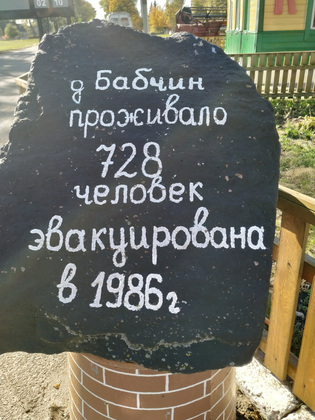 д Бабчин
проживало
728
человек
эвакуирована
в 1986г